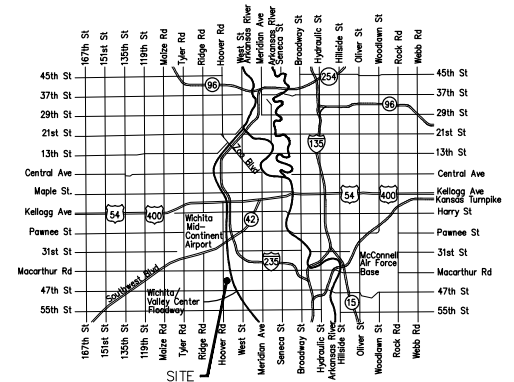 167th St
151st St
135th St
119th St
Maize Rd
Tyler Rd
Ridge Rd
Hoover Rd
West St
Arkansas River
Meridian Ave
Arkansas River
Seneca St
Broadway St
Hydraulic St
Hillside St
Oliver St
Woodlawn St
Rock Rd
Webb Rd
45th St
254
45th St
96
37th St
37th St
96
29th St
29th St
21st St
21st St
Zoo Blvd
135
13th St
13th St
Central Ave
Central Ave
Maple St.
54
400
Kellogg Ave
Kansas Turnpike
Kellogg Ave
54
400
42
Harry St
Wichita
Mid-
Continent
Airport
Pawnee St
Pawnee St
31st St
31st St
235
McConnell
Air Force
Base
Macarthur Rd
Macarthur Rd
Southwest Blvd
47th St
47th St
Wichita/
Valley Center
Floodway
15
55th St
55th St
167th St
151st St
135th St
119th St
Maize Rd
Tyler Rd
Ridge Rd
Hoover Rd
West St
Meridian Ave
Seneca St
Broadway St
Hydraulic St
Arkansas River
Hillside St
Oliver St
Woodlawn St
Rock Rd
Webb Rd
SITE